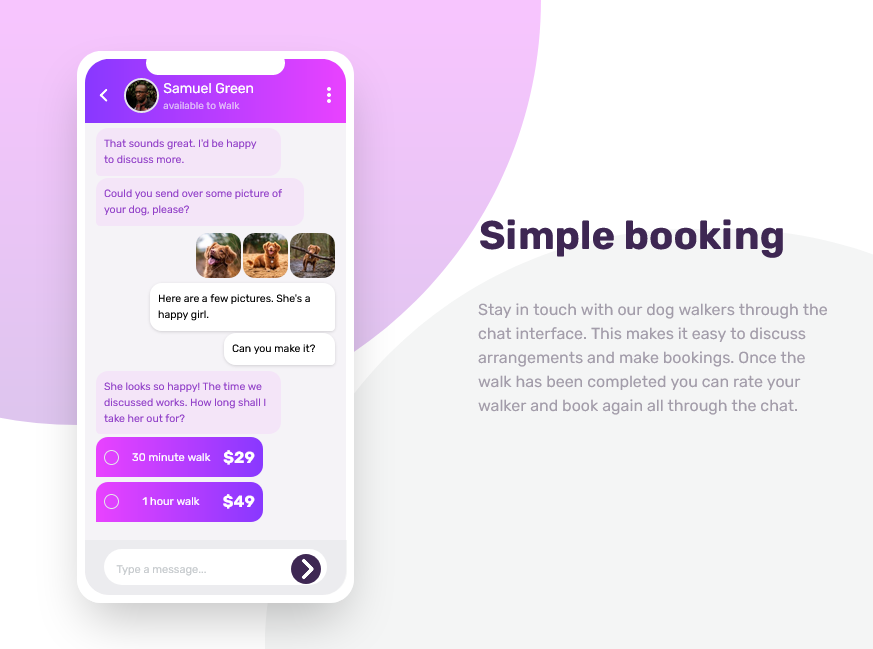 Samuel Green
available to Walk
That sounds great. I'd be happy
to discuss more.
Could you send over some picture of
your dog, please?
Here are a few pictures. She's a
happy girl.
Can you make it?
She looks so happy! The time we
discussed works. How long shall I
take her out for?
30 minute walk $29
1 hour walk $49
Type a message...
Simple booking
Stay in touch with our dog walkers through the
chat interface. This makes it easy to discuss
arrangements and make bookings. Once the
walk has been completed you can rate your
walker and book again all through the chat.